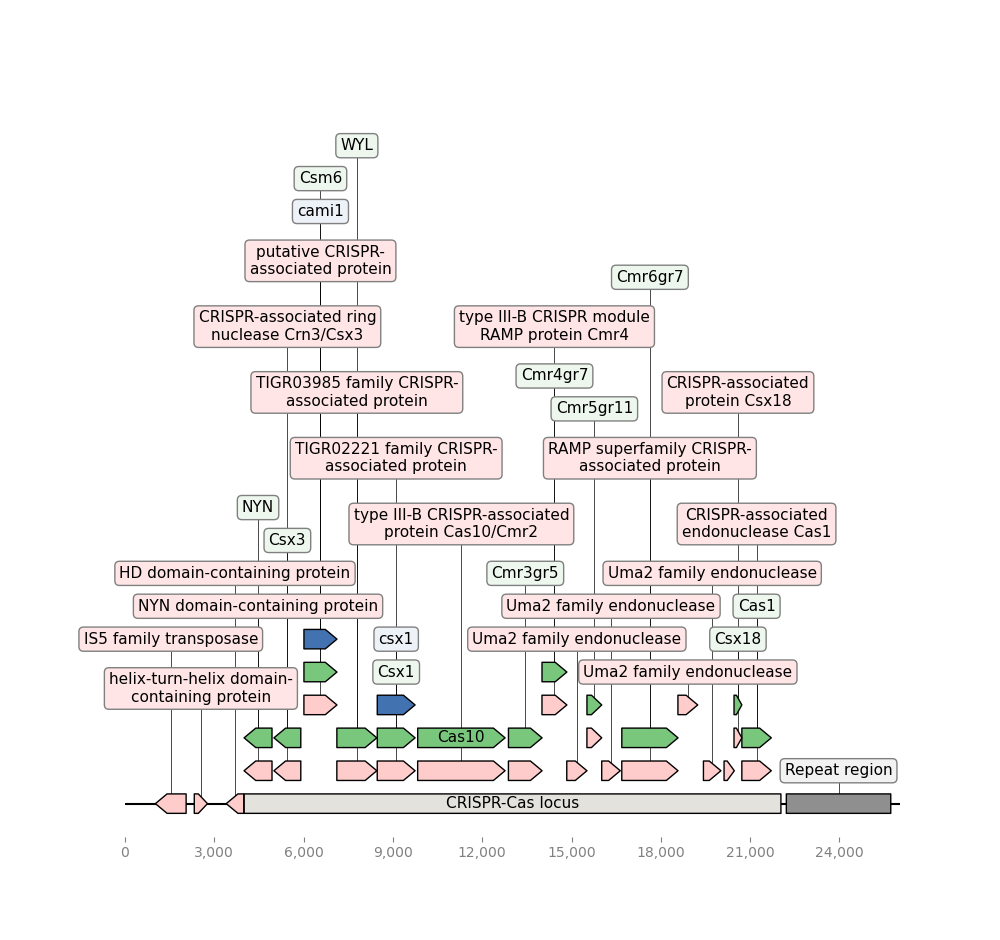 WYL
Csm6
cami1
putative CRISPR-
associated protein
Cmr6gr7
CRISPR-associated ring
nuclease Crn3/Csx3
type III-B CRISPR module
RAMP protein Cmr4
TIGR03985 family CRISPR-
associated protein
Cmr4gr7
CRISPR-associated
protein Csx18
Cmr5gr11
TIGR02221 family CRISPR-
associated protein
RAMP superfamily CRISPR-
associated protein
NYN
type III-B CRISPR-associated
protein Cas10/Cmr2
CRISPR-associated
endonuclease Cas1
Csx3
HD domain-containing protein
Cmr3gr5
Uma2 family endonuclease
NYN domain-containing protein
Uma2 family endonuclease
Cas1
IS5 family transposase
csx1
Uma2 family endonuclease
Csx18
helix-turn-helix domain-
containing protein
Csx1
Uma2 family endonuclease
Cas10
Repeat region
CRISPR-Cas locus
0
3,000
6,000
9,000
12,000
15,000
18,000
21,000
24,000